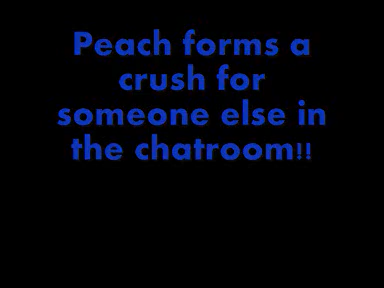 Peach forms a
crush for
someone else in
the chatroom!!